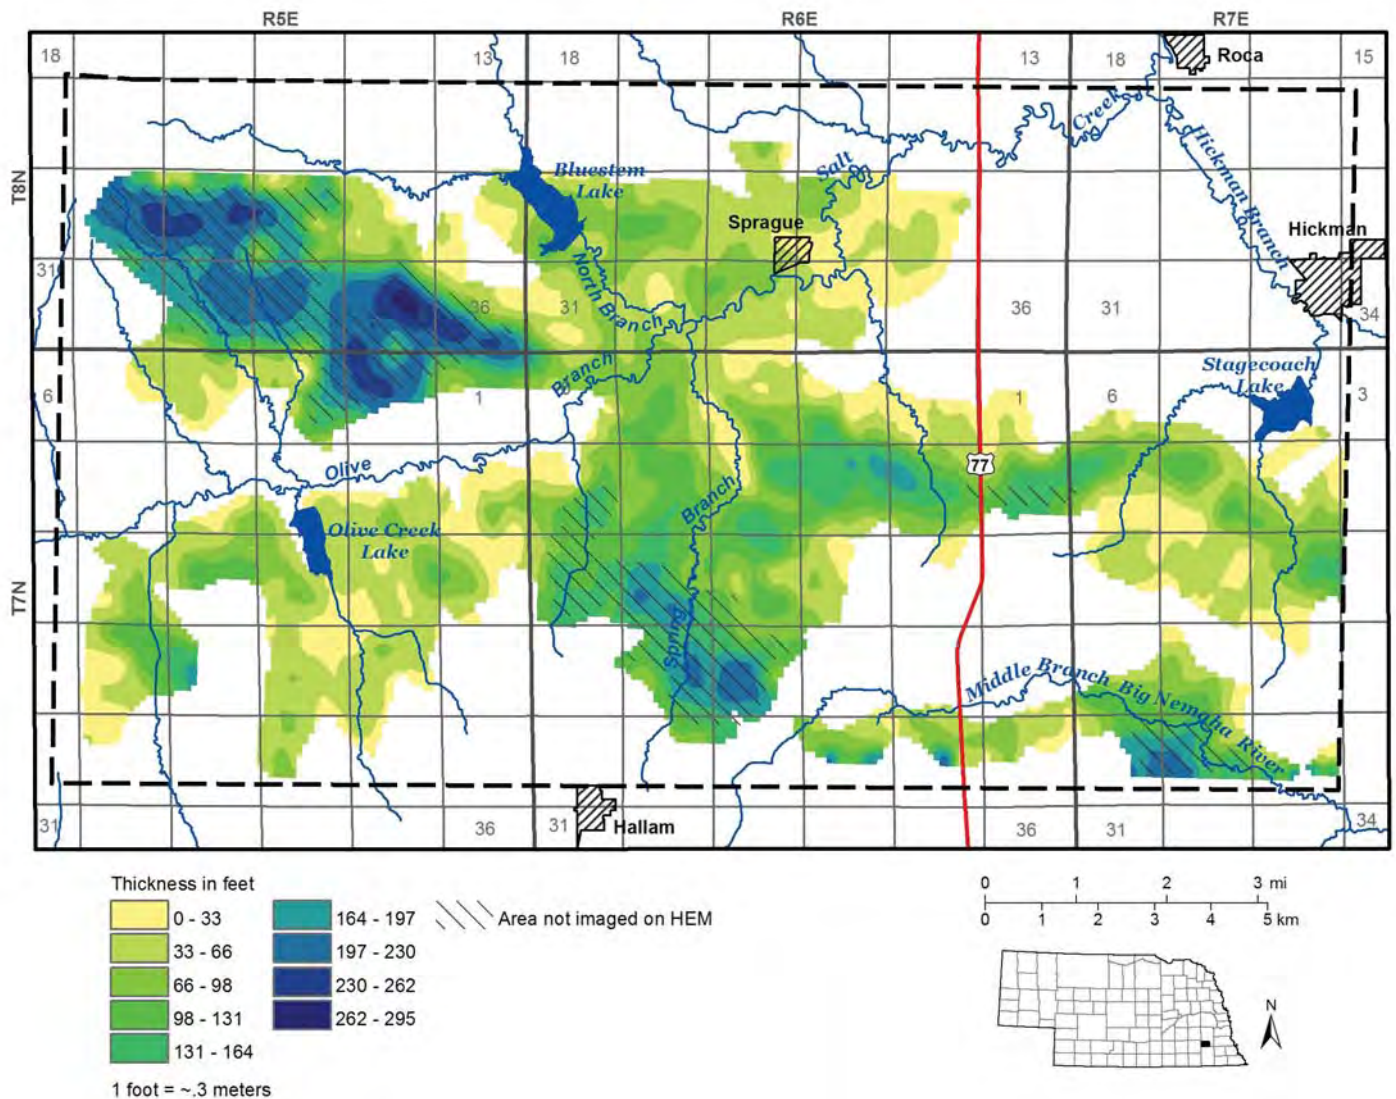 R5E
R6E
R7E
18
13
18
13
18
15
Roca
Creek
Salt
Hickman Branch
Bluestem
Lake
T8N
Sprague
Hickman
31
36
31
North Branch
36
31
34
Stagecoach
Lake
6
1
Branch
1
6
3
77
Olive
Branch
Olive Creek
Lake
T7N
Spring
Middle Branch Big Nemaha River
31
36
31
Hallam
36
31
34
Thickness in feet
0 - 33
33 - 66
66 - 98
98 - 131
131 - 164
164 - 197
197 - 230
230 - 262
262 - 295
Area not imaged on HEM
1 foot = ~.3 meters
0 1 2 3 mi
0 1 2 3 4 5 km
N